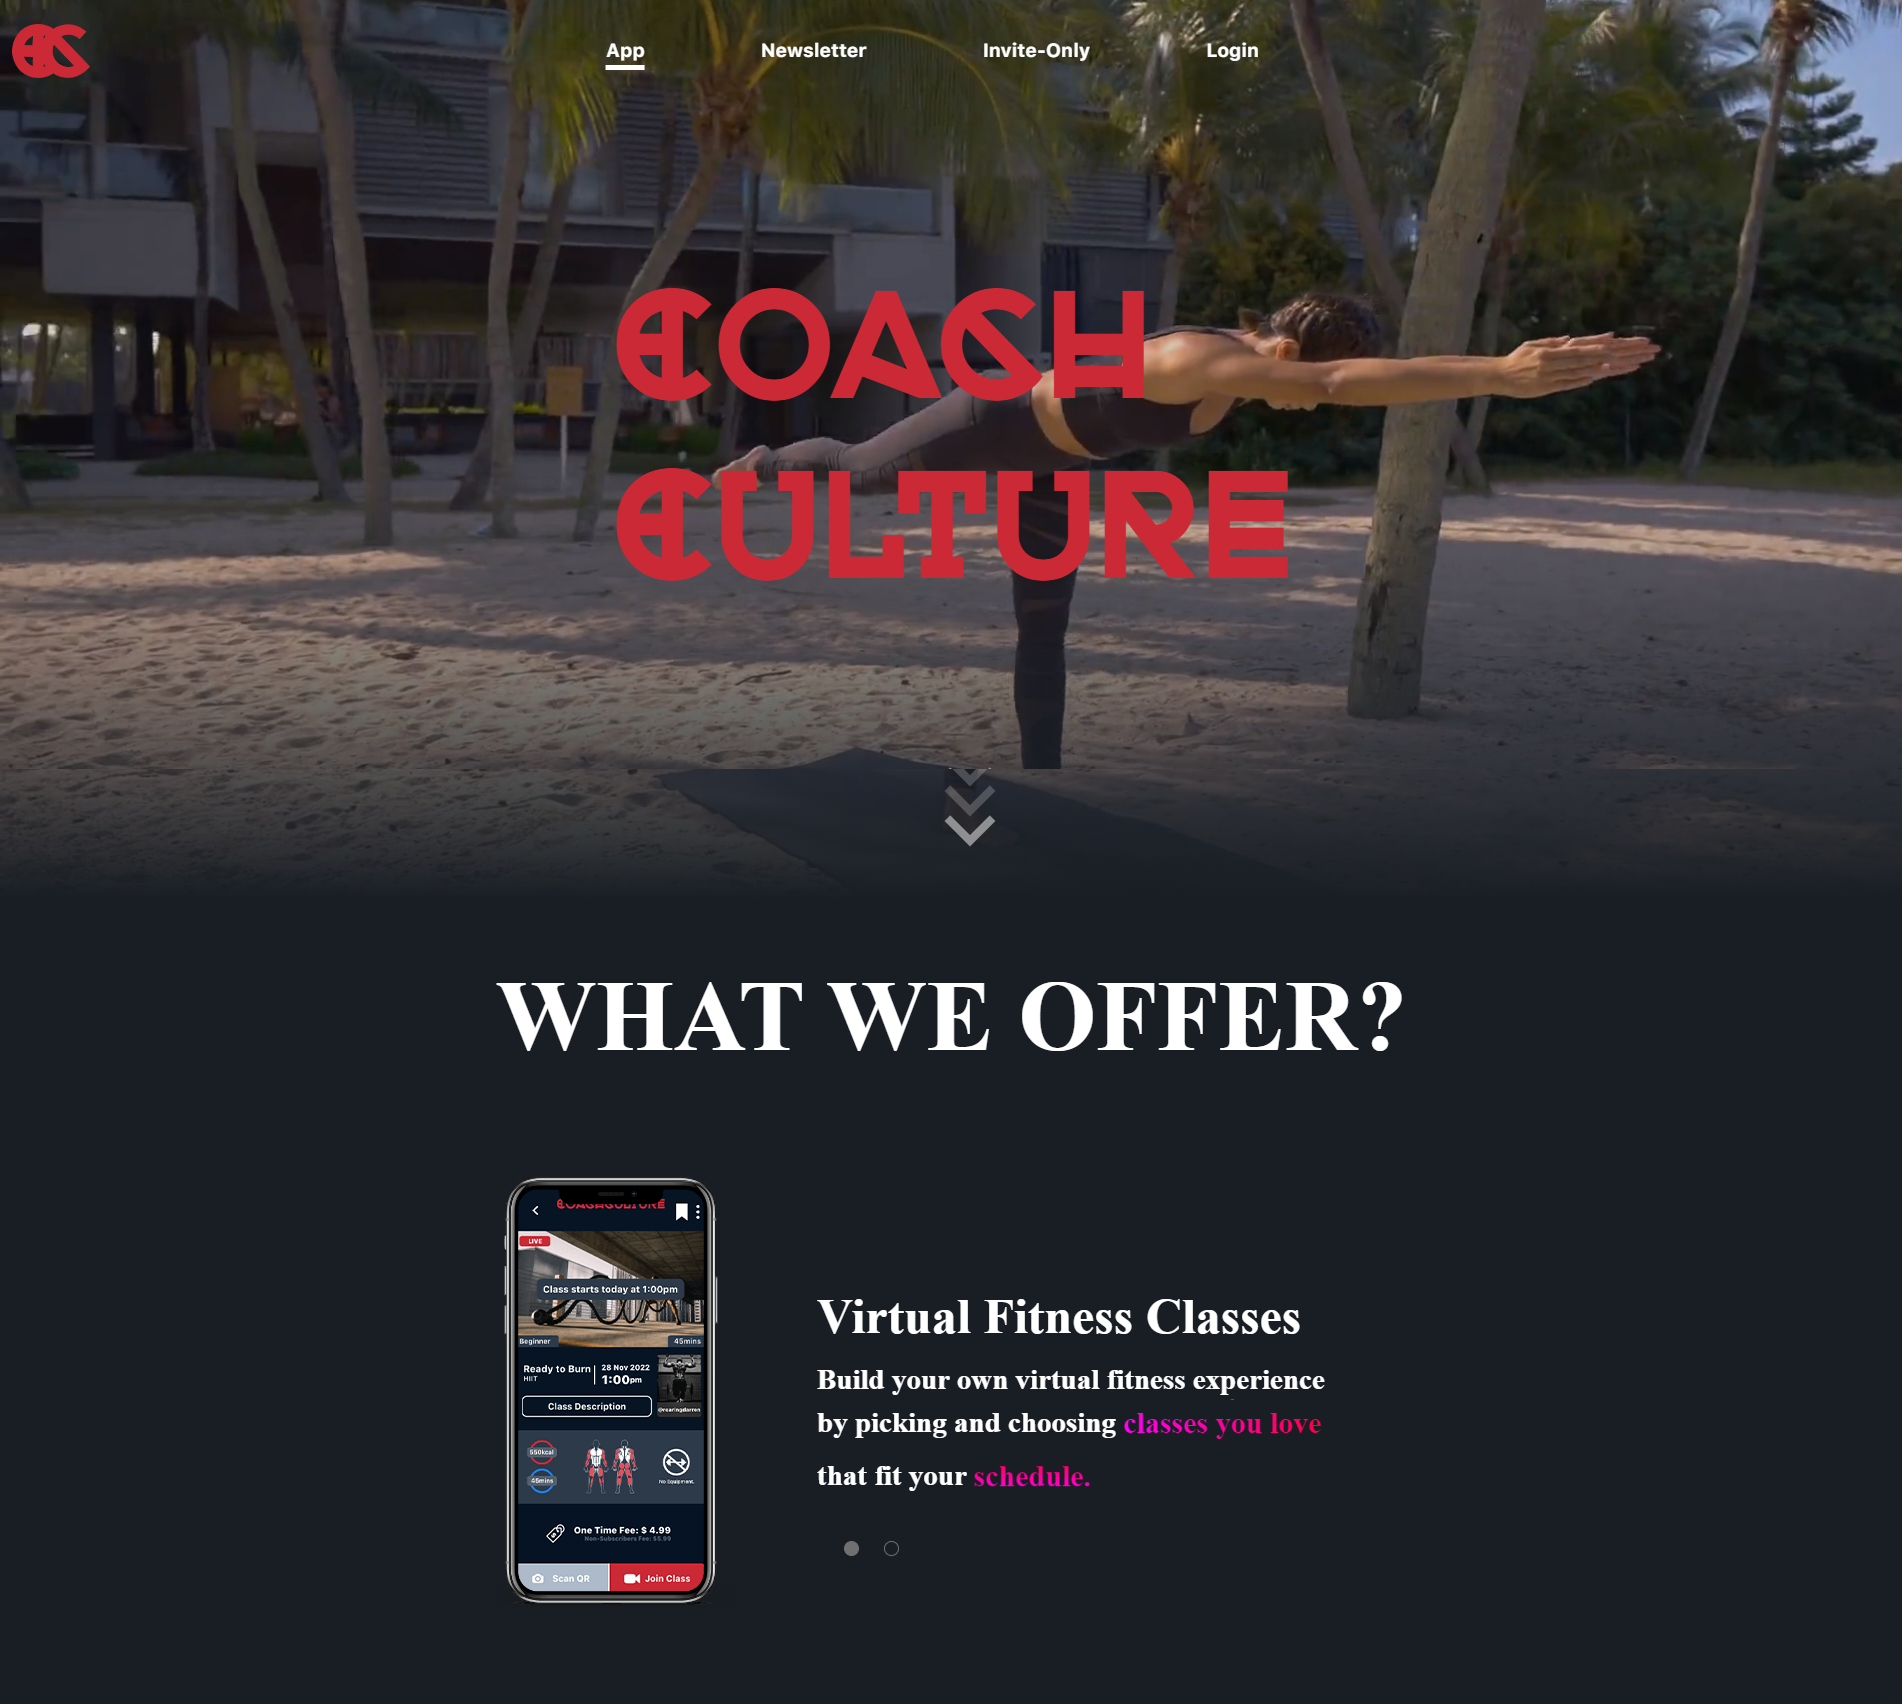 App Newsletter Invite-Only Login
COACH
CULTURE
WHAT WE OFFER?
COACHCULTURE
LIVE
Class starts today at 1:00pm
Beginner 45mins
Ready to Burn 28 Nov 2022
HIIT 1:00pm
Class Description @roaringdarren
550kcal
45mins No Equipment
One Time Fee: $ 4.99
Non-Subscribers Fee: $5.99
Scan QR Join Class
Virtual Fitness Classes
Build your own virtual fitness experience
by picking and choosing classes you love
that fit your schedule.